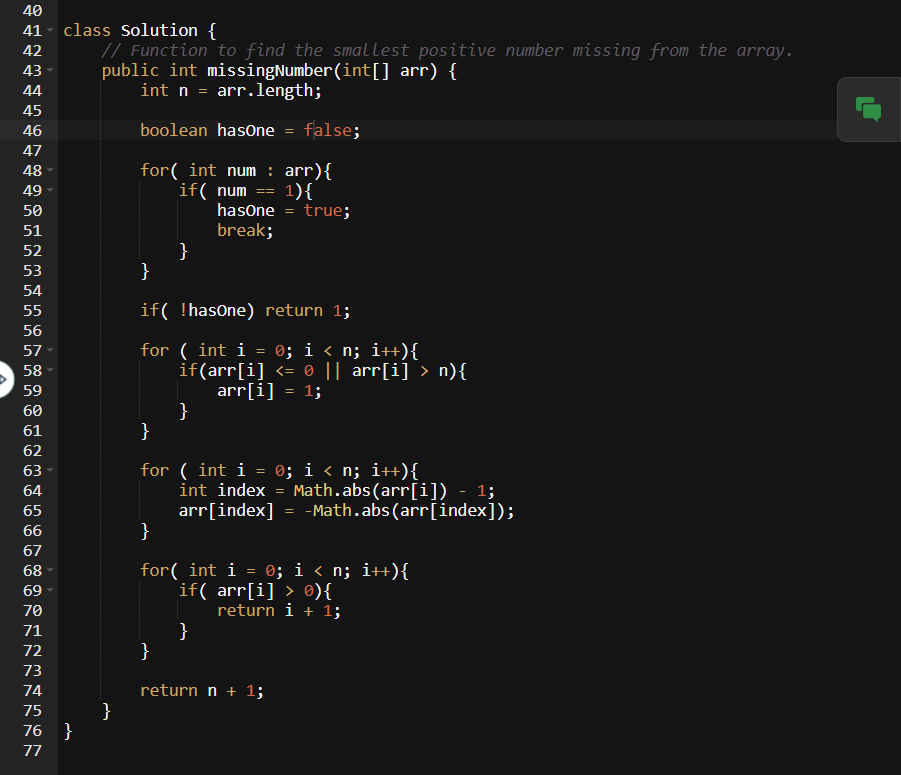 40
41 class Solution {
42     // Function to find the smallest positive number missing from the array.
43     public int missingNumber(int[] arr) {
44         int n = arr.length;
45
46         boolean hasOne = false;
47
48         for( int num : arr){
49             if( num == 1){
50                 hasOne = true;
51                 break;
52             }
53         }
54
55         if( !hasOne) return 1;
56
57         for ( int i = 0; i < n; i++){
58             if(arr[i] <= 0 || arr[i] > n){
59                 arr[i] = 1;
60             }
61         }
62
63         for ( int i = 0; i < n; i++){
64             int index = Math.abs(arr[i]) - 1;
65             arr[index] = -Math.abs(arr[index]);
66         }
67
68         for( int i = 0; i < n; i++){
69             if( arr[i] > 0){
70                 return i + 1;
71             }
72         }
73
74         return n + 1;
75     }
76 }
77